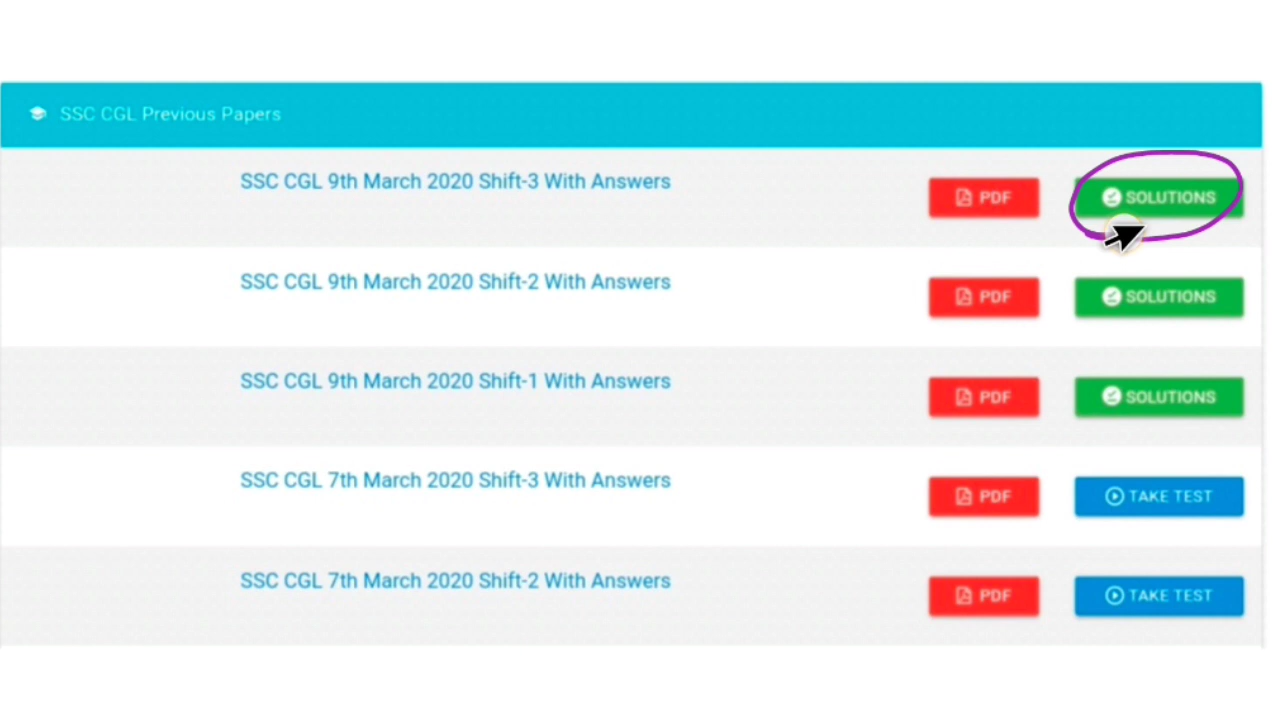 SSC CGL Previous Papers
SSC CGL 9th March 2020 Shift-3 With Answers PDF SOLUTIONS
SSC CGL 9th March 2020 Shift-2 With Answers PDF SOLUTIONS
SSC CGL 9th March 2020 Shift-1 With Answers PDF SOLUTIONS
SSC CGL 7th March 2020 Shift-3 With Answers PDF TAKE TEST
SSC CGL 7th March 2020 Shift-2 With Answers PDF TAKE TEST